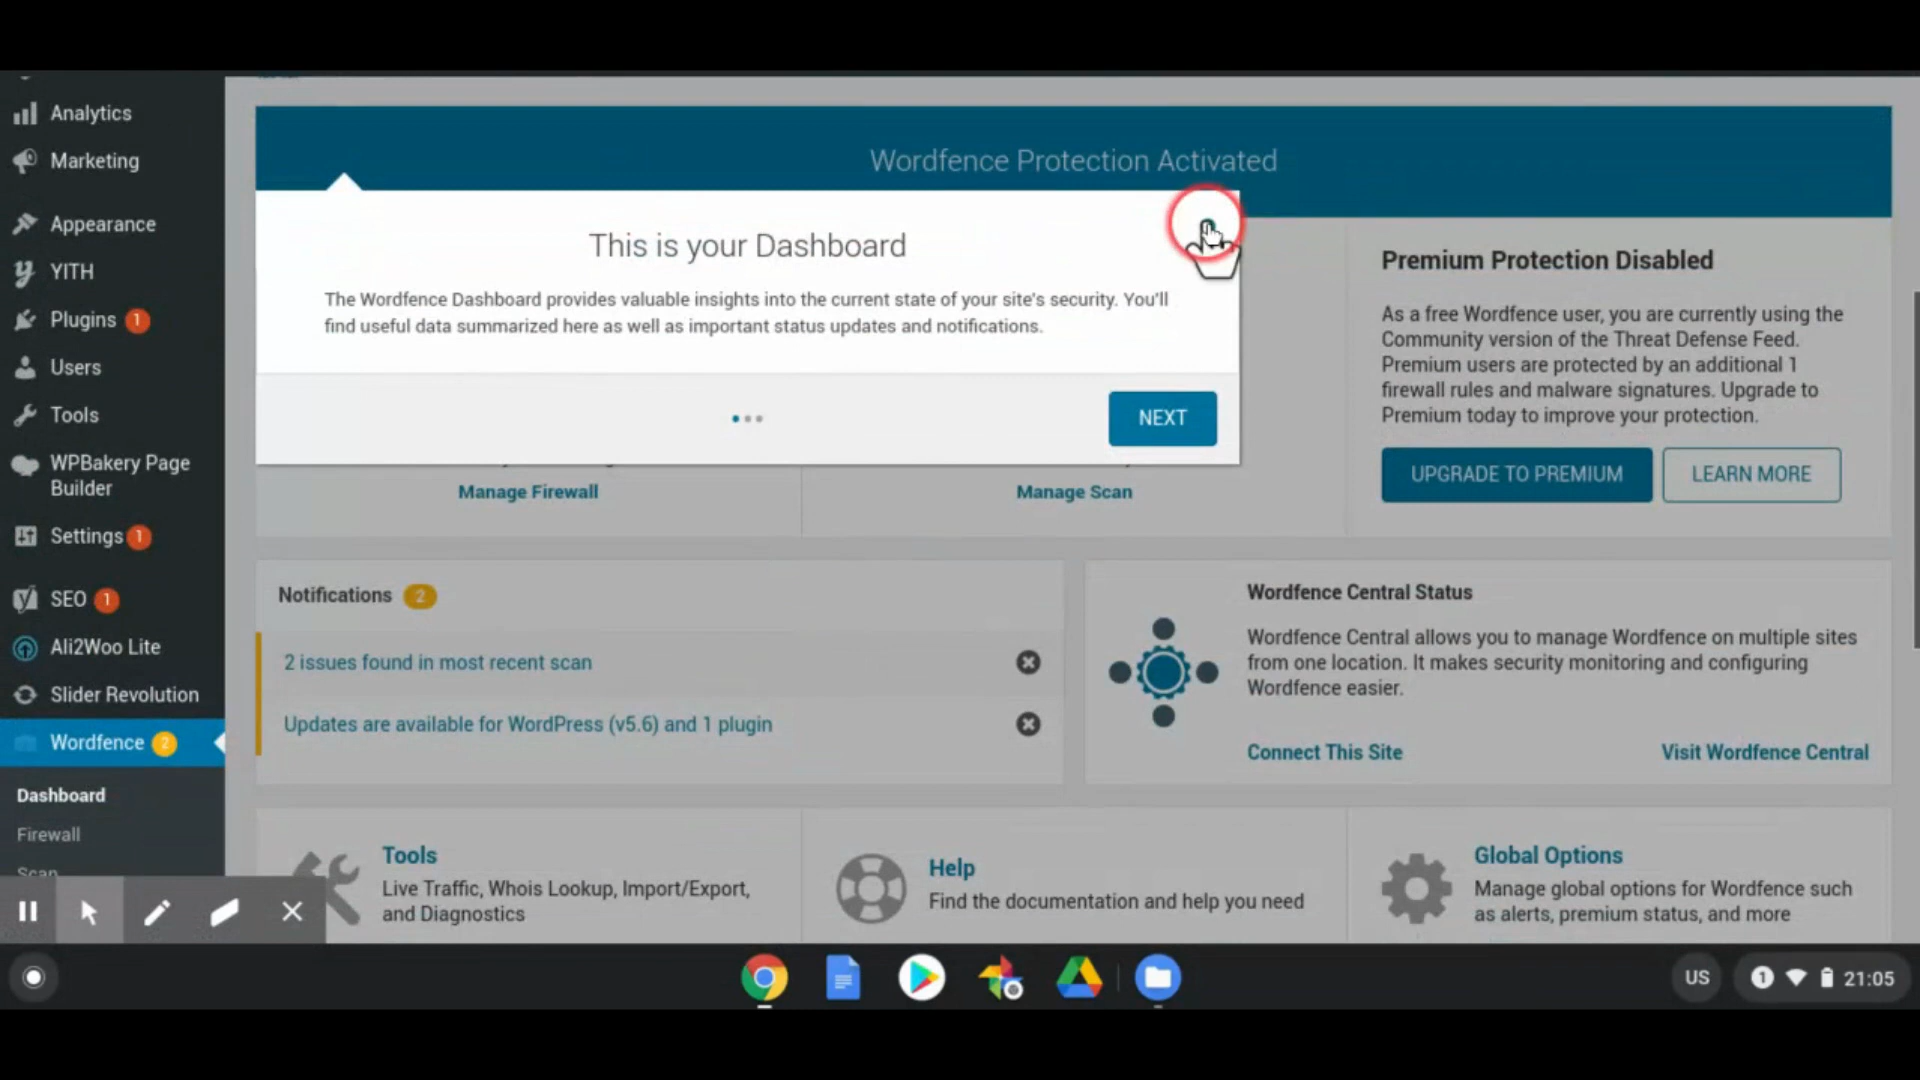 Analytics
Marketing
Appearance
YITH
Plugins 1
Users
Tools
WPBakery Page
Builder
Settings 1
SEO 1
Ali2Woo Lite
Slider Revolution
Wordfence 2
Dashboard
Firewall
Scan
Wordfence Protection Activated
This is your Dashboard
The Wordfence Dashboard provides valuable insights into the current state of your site's security. You'll
find useful data summarized here as well as important status updates and notifications.
NEXT
Manage Firewall
Manage Scan
Premium Protection Disabled
As a free Wordfence user, you are currently using the
Community version of the Threat Defense Feed.
Premium users are protected by an additional 1
firewall rules and malware signatures. Upgrade to
Premium today to improve your protection.
UPGRADE TO PREMIUM
LEARN MORE
Notifications 2
2 issues found in most recent scan
Updates are available for WordPress (v5.6) and 1 plugin
Wordfence Central Status
Wordfence Central allows you to manage Wordfence on multiple sites
from one location. It makes security monitoring and configuring
Wordfence easier.
Connect This Site
Visit Wordfence Central
Tools
Live Traffic, Whois Lookup, Import/Export,
and Diagnostics
Help
Find the documentation and help you need
Global Options
Manage global options for Wordfence such
as alerts, premium status, and more
US
1
21:05